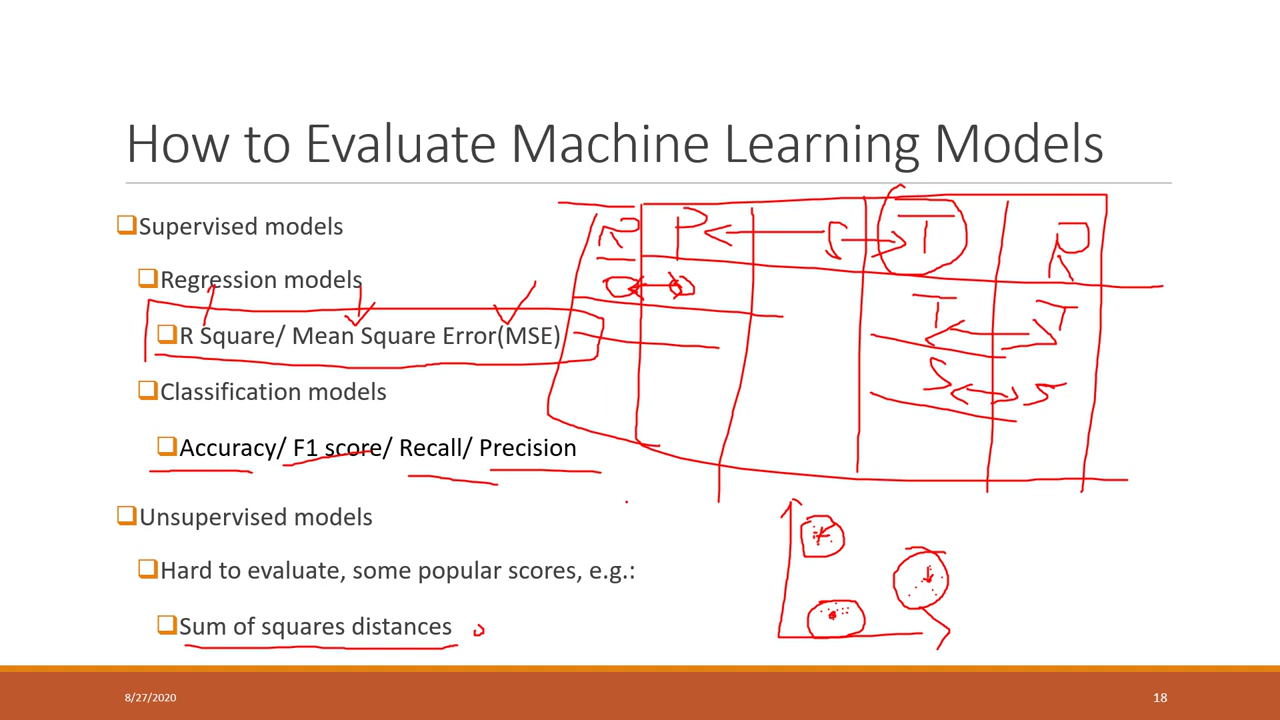 How to Evaluate Machine Learning Models
Supervised models
Regression models
R Square/ Mean Square Error(MSE)
Classification models
Accuracy/ F1 score/ Recall/ Precision
Unsupervised models
Hard to evaluate, some popular scores, e.g.:
Sum of squares distances
R P T R
T T
S S
8/27/2020
18